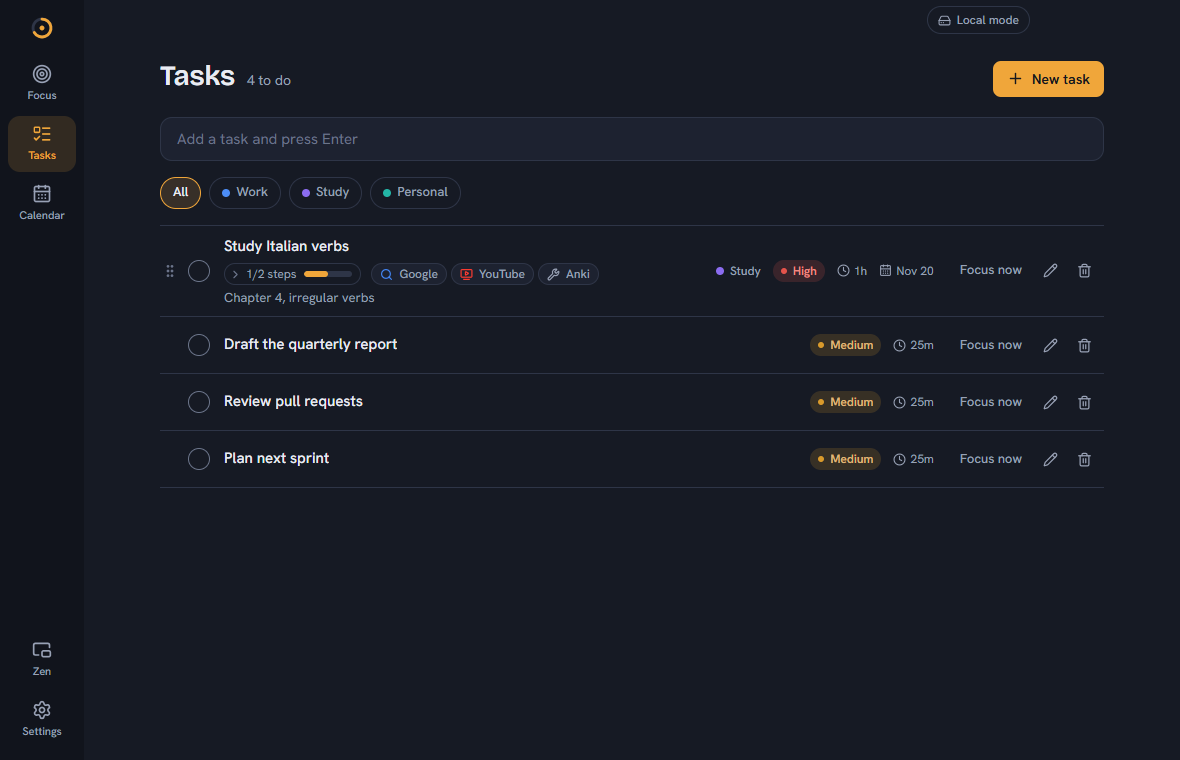 Local mode
Focus
Tasks
Calendar
Zen
Settings
Tasks 4 to do
New task
Add a task and press Enter
All Work Study Personal
Study Italian verbs
1/2 steps Google YouTube Anki
Chapter 4, irregular verbs
Study High 1h Nov 20 Focus now
Draft the quarterly report Medium 25m Focus now
Review pull requests Medium 25m Focus now
Plan next sprint Medium 25m Focus now